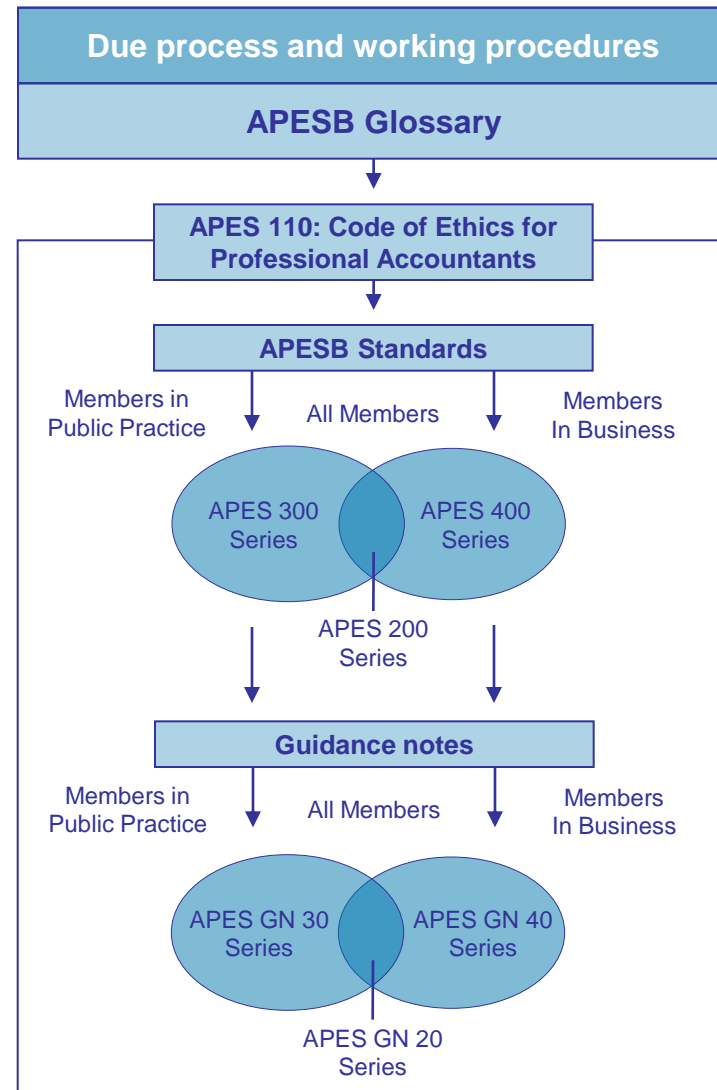 Due process and working procedures
APESB Glossary
APES 110: Code of Ethics for
Professional Accountants
APESB Standards
Members in
Public Practice
All Members
Members
In Business
APES 300
Series
APES 400
Series
APES 200
Series
Guidance notes
Members in
Public Practice
All Members
Members
In Business
APES GN 30
Series
APES GN 40
Series
APES GN 20
Series